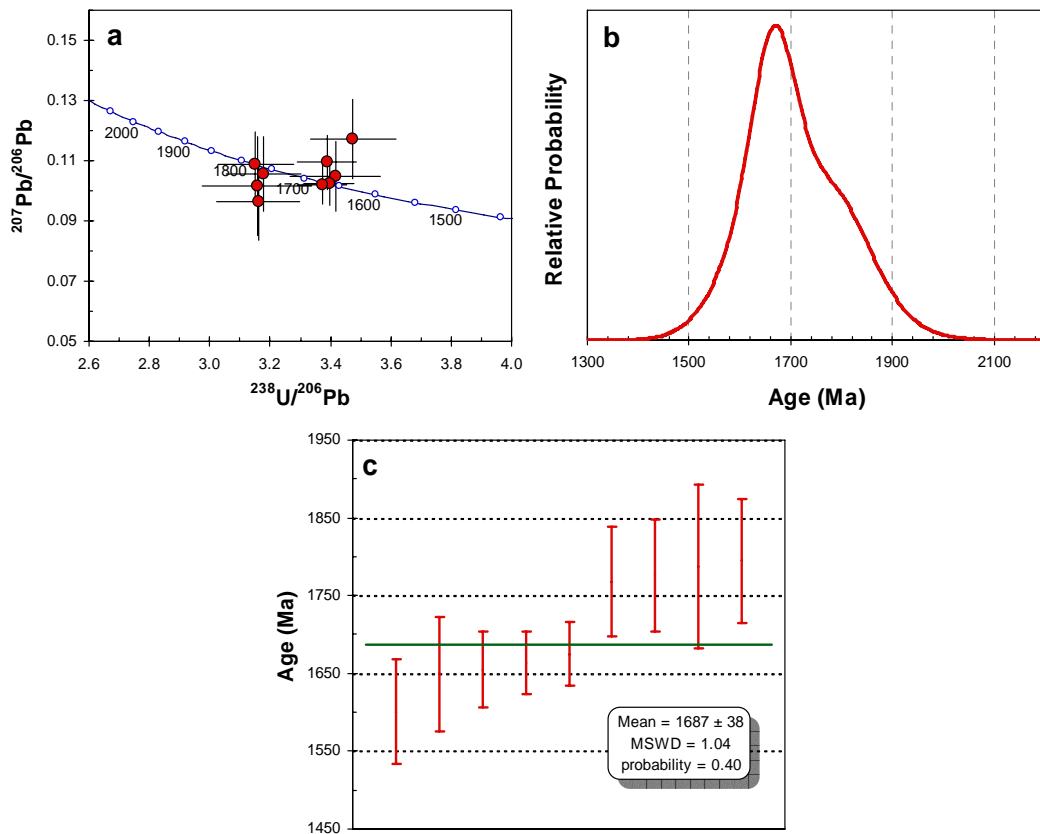 a
0.15
0.13
0.11
0.09
0.07
0.05
207Pb/206Pb
2000
1900
1800
1700
1600
1500
2.6 2.8 3.0 3.2 3.4 3.6 3.8 4.0
238U/206Pb
b
Relative Probability
1300 1500 1700 1900 2100
Age (Ma)
c
1950
1850
1750
1650
1550
1450
Age (Ma)
Mean = 1687 ± 38
MSWD = 1.04
probability = 0.40